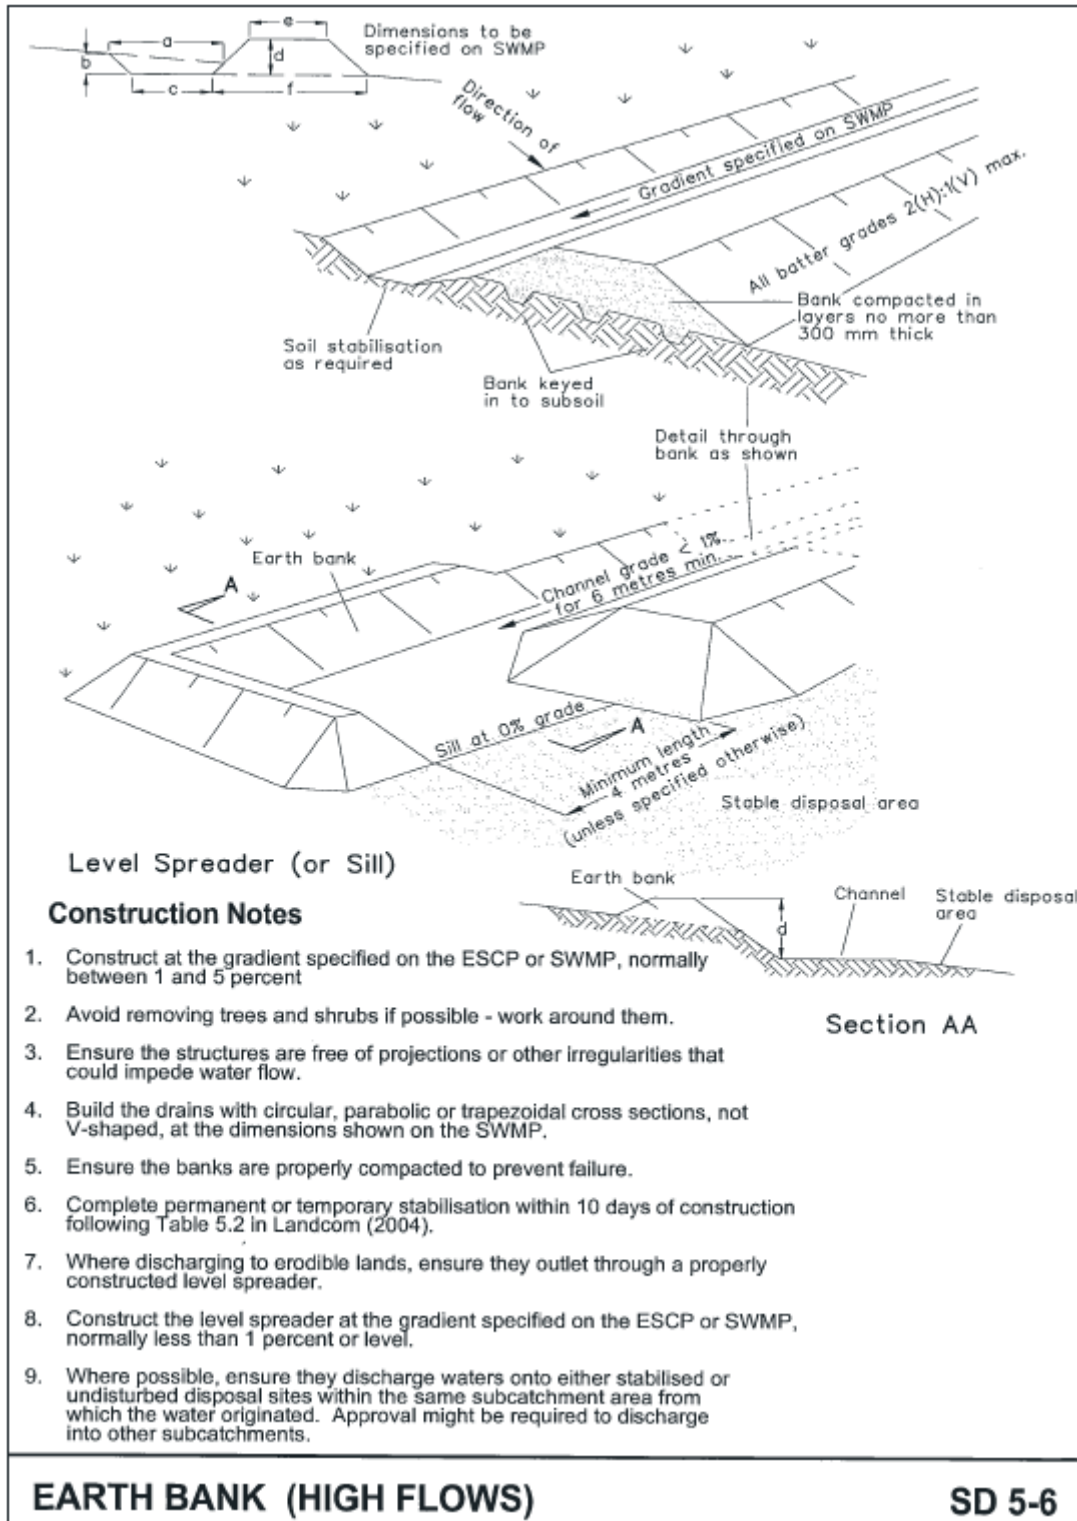 e
a
b
d
c
f
Dimensions to be
specified on SWMP
Direction of
flow
Gradient specified on SWMP
All batter grades 2(H):1(V) max.
Bank compacted in
layers no more than
300 mm thick
Soil stabilisation
as required
Bank keyed
in to subsoil
Detail through
bank as shown
Earth bank
A
Channel grade < 1%
for 6 metres min.
Sill at 0% grade
A
Minimum length
4 metres
(unless specified otherwise)
Stable disposal area
Level Spreader (or Sill)
Earth bank
d
Channel
Stable disposal
area
Section AA
Construction Notes
1. Construct at the gradient specified on the ESCP or SWMP, normally
between 1 and 5 percent
2. Avoid removing trees and shrubs if possible - work around them.
3. Ensure the structures are free of projections or other irregularities that
could impede water flow.
4. Build the drains with circular, parabolic or trapezoidal cross sections, not
V-shaped, at the dimensions shown on the SWMP.
5. Ensure the banks are properly compacted to prevent failure.
6. Complete permanent or temporary stabilisation within 10 days of construction
following Table 5.2 in Landcom (2004).
7. Where discharging to erodible lands, ensure they outlet through a properly
constructed level spreader.
8. Construct the level spreader at the gradient specified on the ESCP or SWMP,
normally less than 1 percent or level.
9. Where possible, ensure they discharge waters onto either stabilised or
undisturbed disposal sites within the same subcatchment area from
which the water originated. Approval might be required to discharge
into other subcatchments.
EARTH BANK (HIGH FLOWS)
SD 5-6